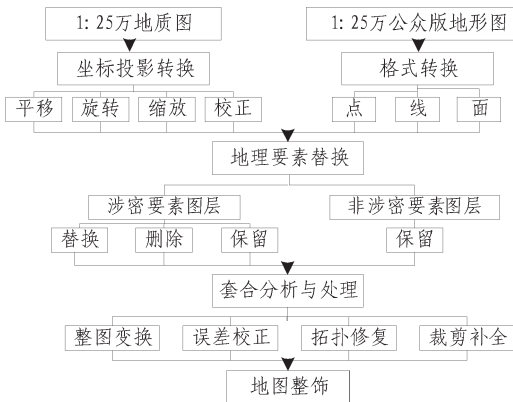 1: 25万地质图 1: 25万公众版地形图
坐标投影转换 格式转换
平移 旋转 缩放 校正 点 线 面
地理要素替换
涉密要素图层 非涉密要素图层
替换 删除 保留 保留
套合分析与处理
整图变换 误差校正 拓扑修复 裁剪补全
地图整饰